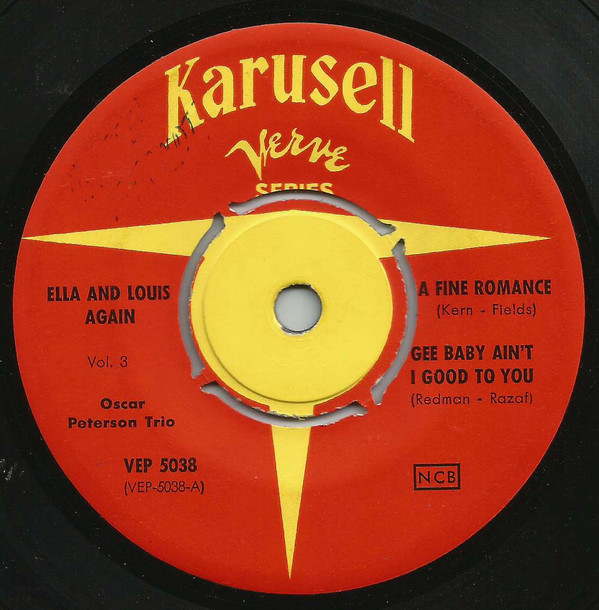 Karusell
Verve
SERIES
ELLA AND LOUIS
AGAIN
Vol. 3
Oscar
Peterson Trio
VEP 5038
(VEP-5038-A)
A FINE ROMANCE
(Kern - Fields)
GEE BABY AIN'T
I GOOD TO YOU
(Redman - Razaf)
NCB